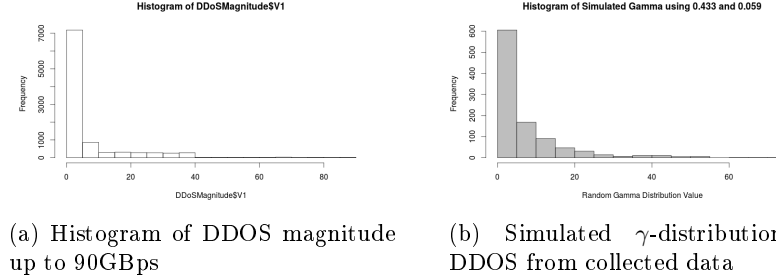 Histogram of DDoSMagnitude$V1
Frequency
7000
5000
3000
1000
0
0 20 40 60 80
DDoSMagnitude$V1
(a) Histogram of DDOS magnitude
up to 90GBps
Histogram of Simulated Gamma using 0.433 and 0.059
Frequency
600
500
400
300
200
100
0
0 20 40 60
Random Gamma Distribution Value
(b) Simulated γ-distribution
DDOS from collected data